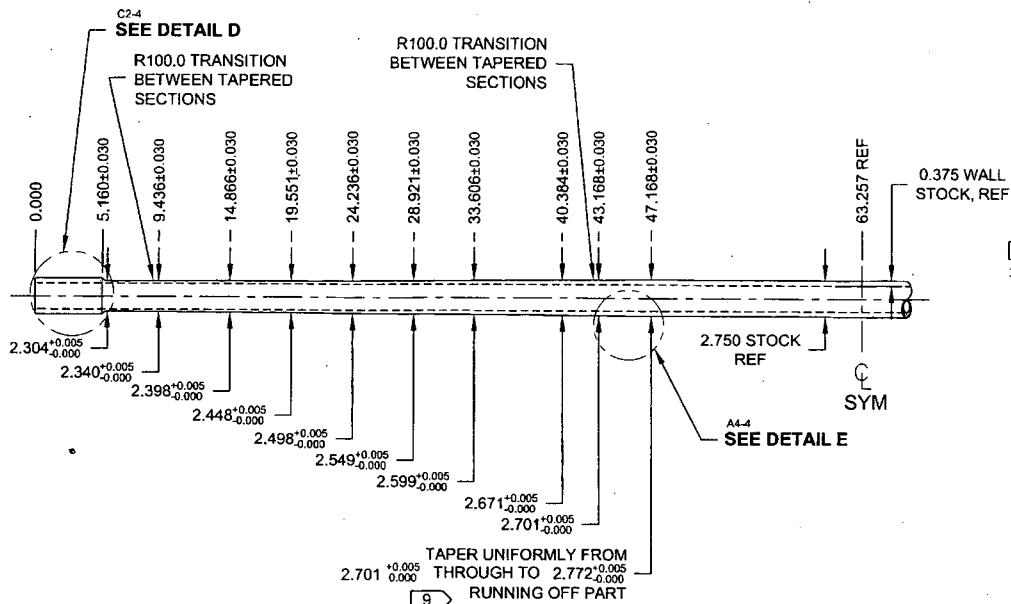 C2-4
SEE DETAIL D
R100.0 TRANSITION
BETWEEN TAPERED
SECTIONS
R100.0 TRANSITION
BETWEEN TAPERED
SECTIONS
0.000
5.160±0.030
9.436±0.030
14.866±0.030
19.551±0.030
24.236±0.030
28.921±0.030
33.606±0.030
40.384±0.030
43.168±0.030
47.168±0.030
63.257 REF
0.375 WALL
STOCK, REF
2.304 +0.005 -0.000
2.340 +0.005 -0.000
2.398 +0.005 -0.000
2.448 +0.005 -0.000
2.498 +0.005 -0.000
2.549 +0.005 -0.000
2.599 +0.005 -0.000
2.671 +0.005 -0.000
2.701 +0.005 -0.000
2.750 STOCK
REF
℄
SYM
A4-4
SEE DETAIL E
TAPER UNIFORMLY FROM
2.701 +0.005 0.000 THROUGH TO 2.772 +0.005 -0.000
9 RUNNING OFF PART